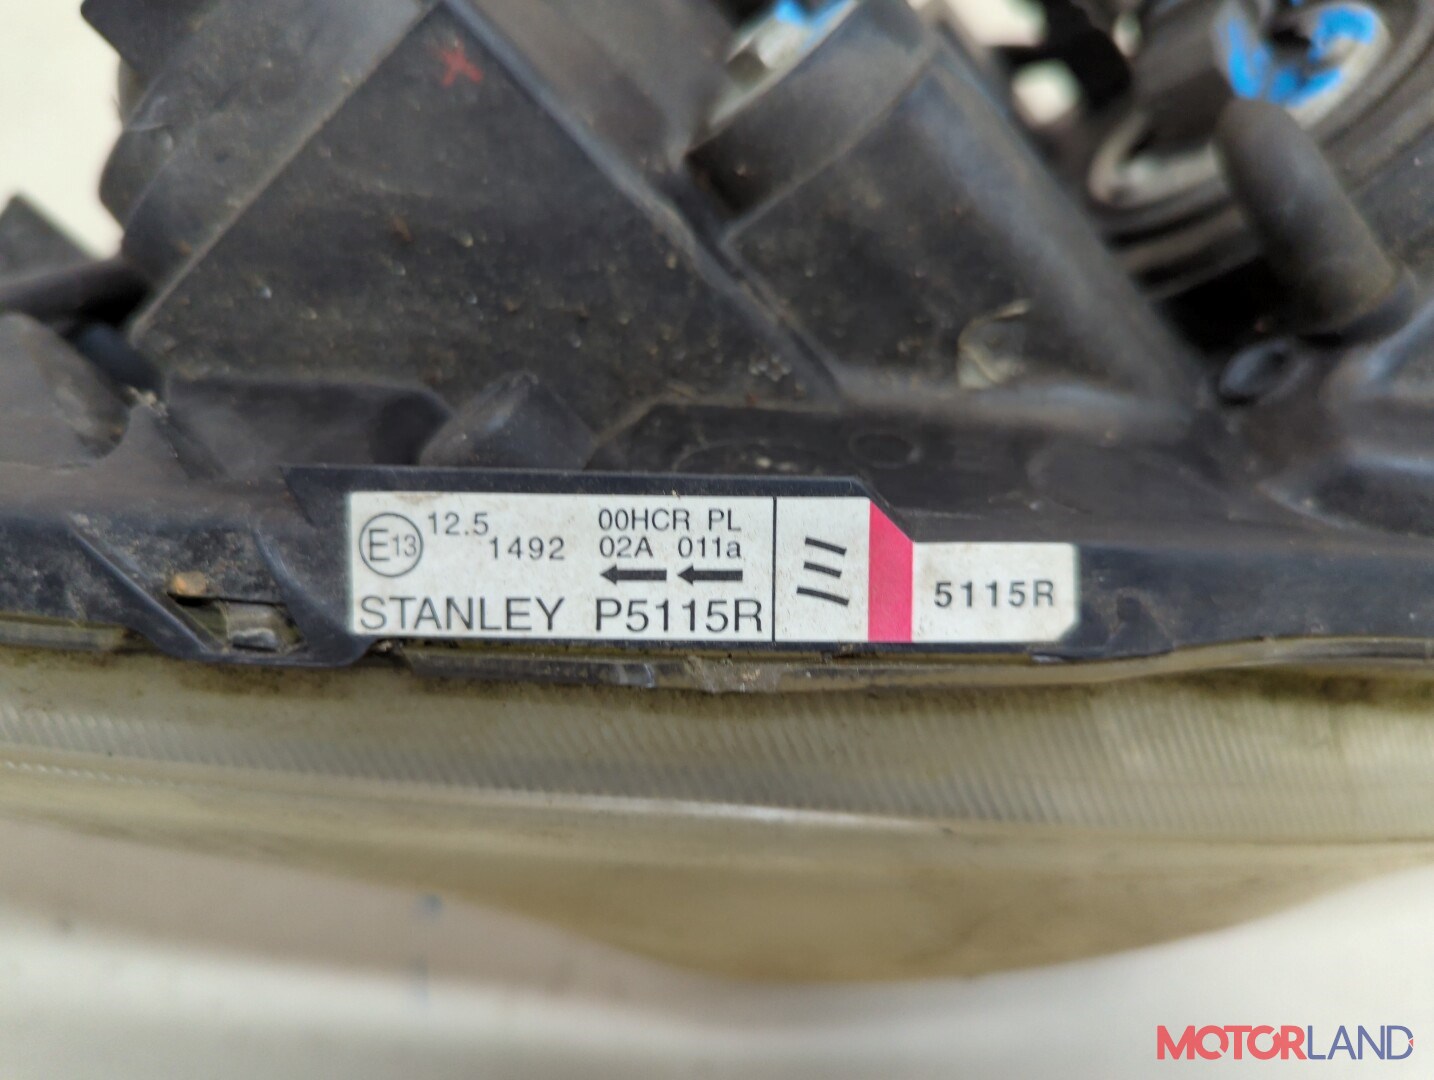 E13 12.5 00HCR PL
1492 02A 011a
STANLEY P5115R
5115R
MOTORLAND